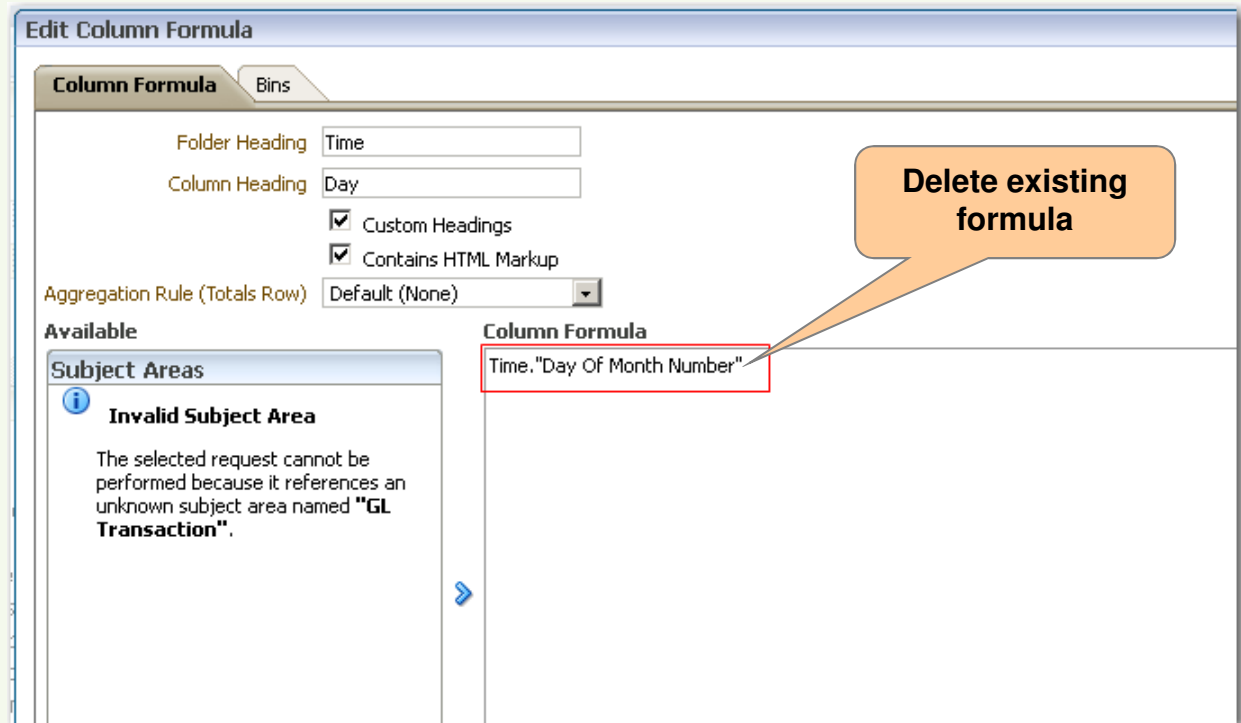 Edit Column Formula
Column Formula
Bins
Folder Heading
Time
Column Heading
Day
Custom Headings
Contains HTML Markup
Aggregation Rule (Totals Row)
Default (None)
Delete existing
formula
Available
Column Formula
Subject Areas
Time."Day Of Month Number"
Invalid Subject Area
The selected request cannot be
performed because it references an
unknown subject area named "GL
Transaction".